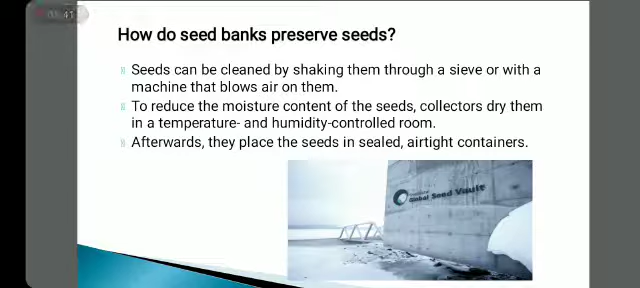 How do seed banks preserve seeds?
Seeds can be cleaned by shaking them through a sieve or with a
machine that blows air on them.
To reduce the moisture content of the seeds, collectors dry them
in a temperature- and humidity-controlled room.
Afterwards, they place the seeds in sealed, airtight containers.
Global Seed Vault